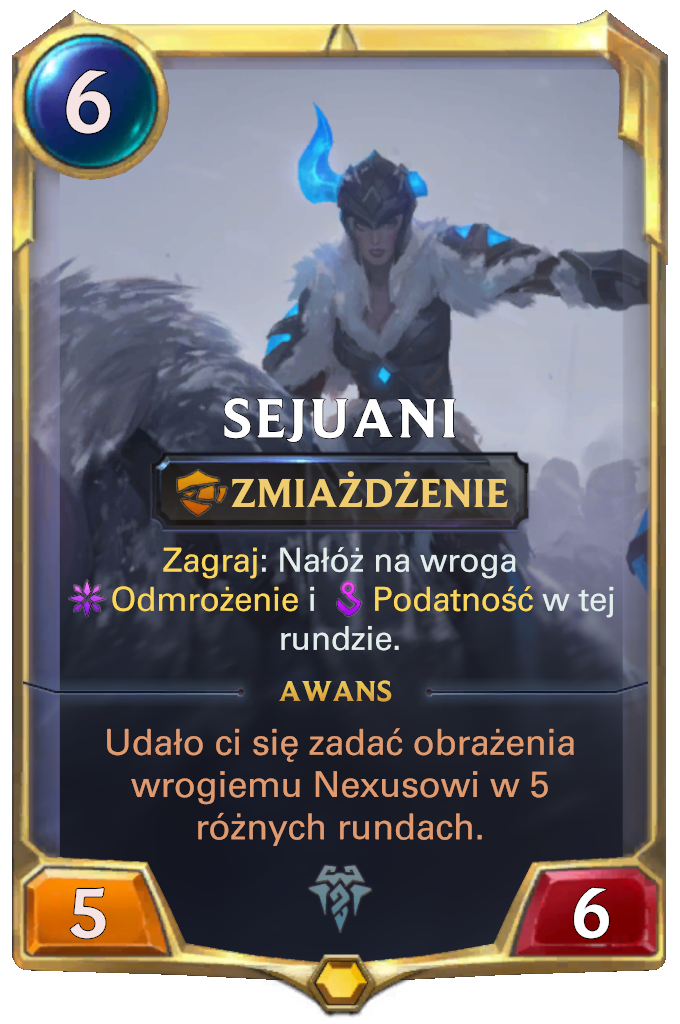 6
SEJUANI
ZMIAŻDŻENIE
Zagraj: Nałóż na wroga
Odmrożenie i Podatność w tej
rundzie.
AWANS
Udało ci się zadać obrażenia
wrogiemu Nexusowi w 5
różnych rundach.
5
6